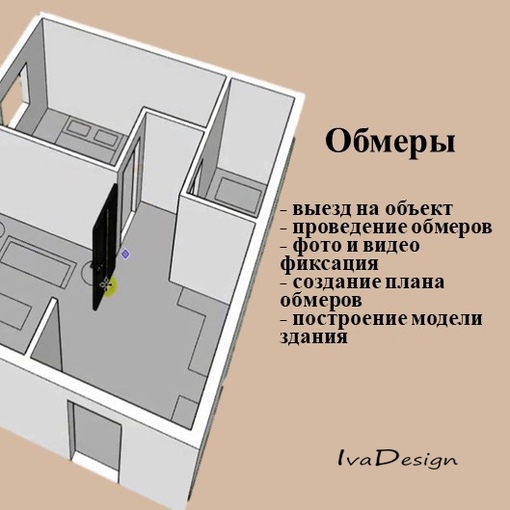 Обмеры
- выезд на объект
- проведение обмеров
- фото и видео
фиксация
- создание плана
обмеров
- построение модели
здания
IvaDesign